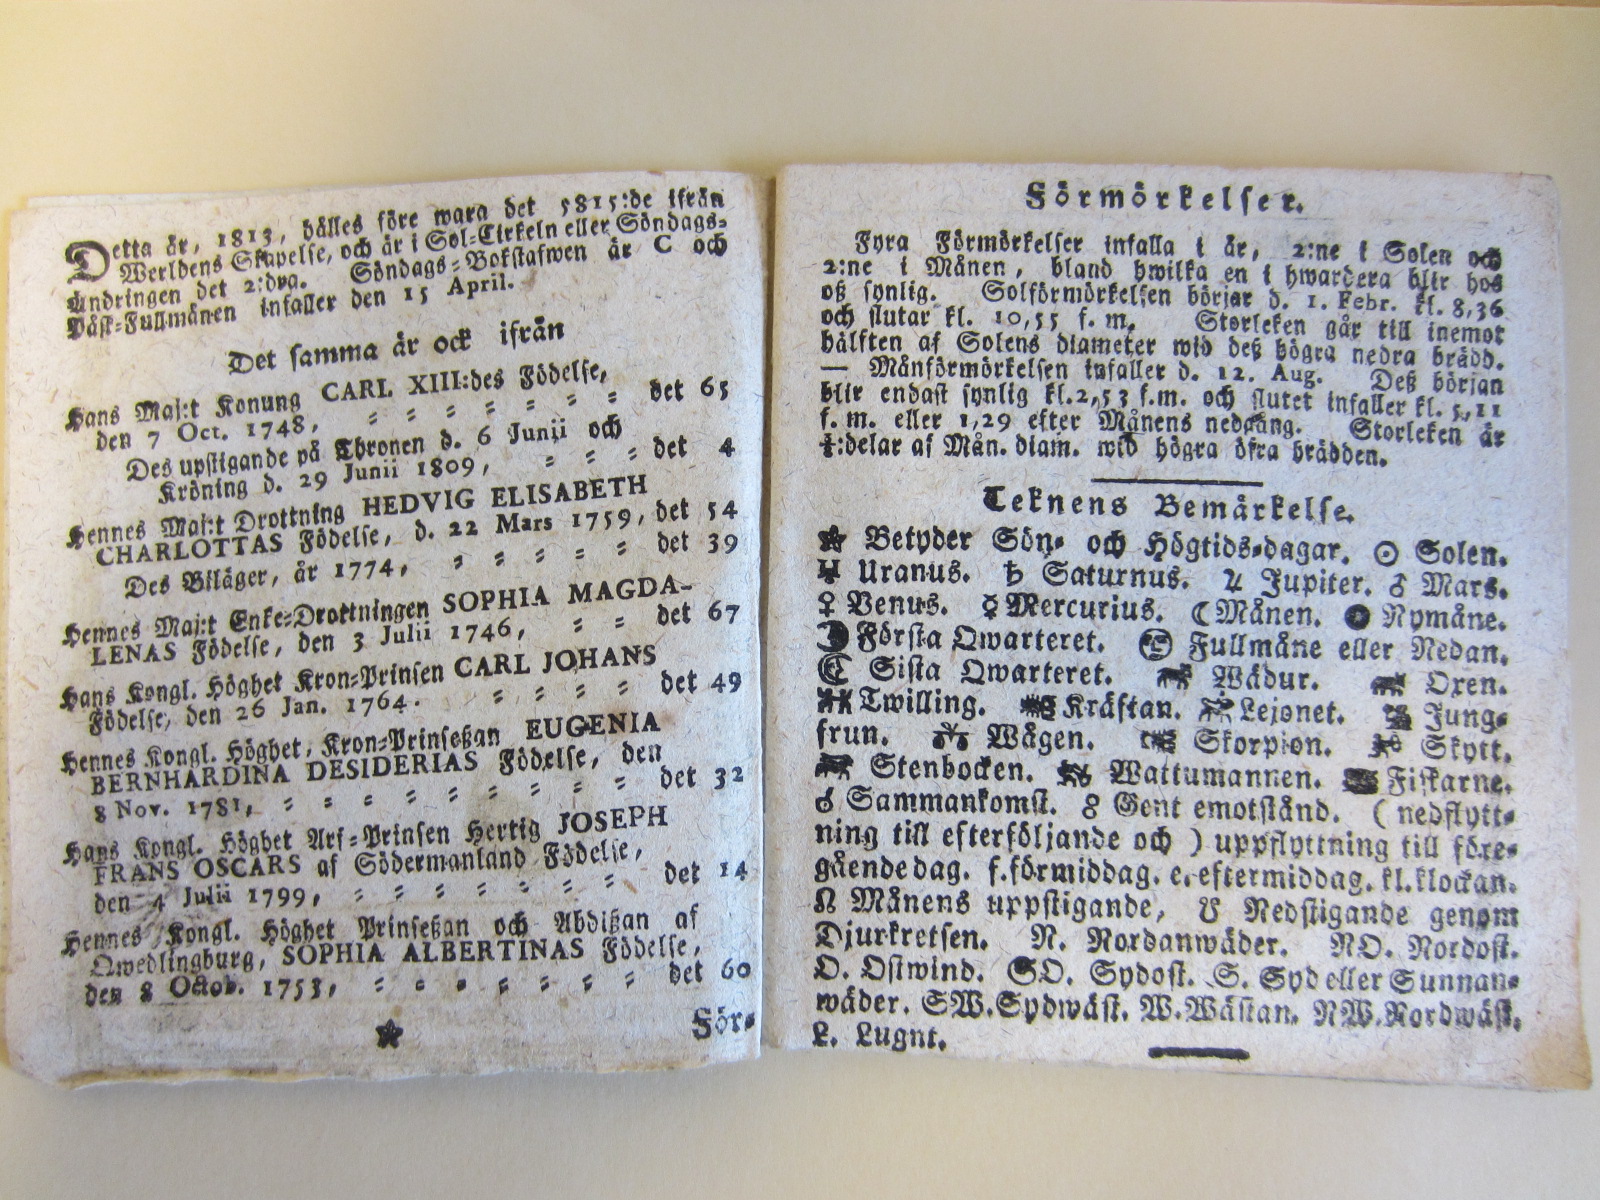 Detta år, 1813, hålles före wara det 5815:de ifrån
Werldens Skapelse, och är i Sol-Cirkeln eller Söndags-
Ändringen det 2:dra. Söndags-Bokstafwen är C och
Påsk-Fullmånen infaller den 15 April.
Det samma är ock ifrån
Hans Maj:t Konung CARL XIII:des Födelse,
den 7 Oct. 1748, = = = = = = = det 65
Des upstigande på Thronen d. 6 Junii och
Kröning d. 29 Junii 1809, = = = det 4
Hennes Maj:t Drottning HEDVIG ELISABETH
CHARLOTTAS Födelse, d. 22 Mars 1759, det 54
Des Biläger, år 1774, = = = = = det 39
Hennes Maj:t Enke-Drottningen SOPHIA MAGDA-
LENAS Födelse, den 3 Julii 1746, = = det 67
Hans Kongl. Höghet Kron-Prinsen CARL JOHANS
Födelse, den 26 Jan. 1764. = = = = det 49
Hennes Kongl. Höghet, Kron-Prinseßan EUGENIA
BERNHARDINA DESIDERIAS Födelse, den
8 Nov. 1781, = = = = = = = = = det 32
Hans Kongl. Höghet Arf-Prinsen Hertig JOSEPH
FRANS OSCARS af Södermanland Födelse,
den 4 Julii 1799, = = = = = = = det 14
Hennes Kongl. Höghet Prinseßan och Abdißan af
Qwedlingburg, SOPHIA ALBERTINAS Födelse,
den 8 Octob. 1753, = = = = = = = det 60
För-
Förmörkelser.
Fyra Förmörkelser infalla i år, 2:ne i Solen och
2:ne i Månen, bland hwilka en i hwardera blir hos
oß synlig. Solförmörkelsen börjar d. 1. Febr. kl. 8,36
och slutar kl. 10,55 f. m. Storleken går till inemot
hälften af Solens diameter wid deß högra nedra brädd.
— Månförmörkelsen infaller d. 12. Aug. Deß början
blir endast synlig kl.2,53 f.m. och slutet infaller kl. 5,11
f. m. eller 1,29 efter Månens nedgång. Storleken är
:delar af Mån. diam. wid högra öfra brädden.
Teknens Bemärkelse.
Betyder Sön- och Högtids-dagar. ☉ Solen.
♅ Uranus. ♄ Saturnus. ♃ Jupiter. ♂ Mars.
♀ Venus. ☿ Mercurius. ☾ Månen. Nymåne.
Första Qwarteret. Fullmåne eller Nedan.
Sista Qwarteret. Wädur. Oxen.
Twilling. Kräftan. Lejonet. Jung-
frun. Wågen. Skorpion. Skytt.
Stenbocken. Wattumannen. Fiskarne.
☌ Sammankomst. ☍ Gent emotstånd. ( nedflytt-
ning till efterföljande och ) uppflyttning till före-
gående dag. f.förmiddag. e.eftermiddag. kl.klockan.
☊ Månens uppstigande, ☋ Nedstigande genom
Djurkretsen. N. Nordanwäder. NO. Nordost.
O. Ostwind. SO. Sydost. S. Syd eller Sunnan-
wäder. SW.Sydwäst. W.Wästan. NW.Nordwäst.
L. Lugnt.